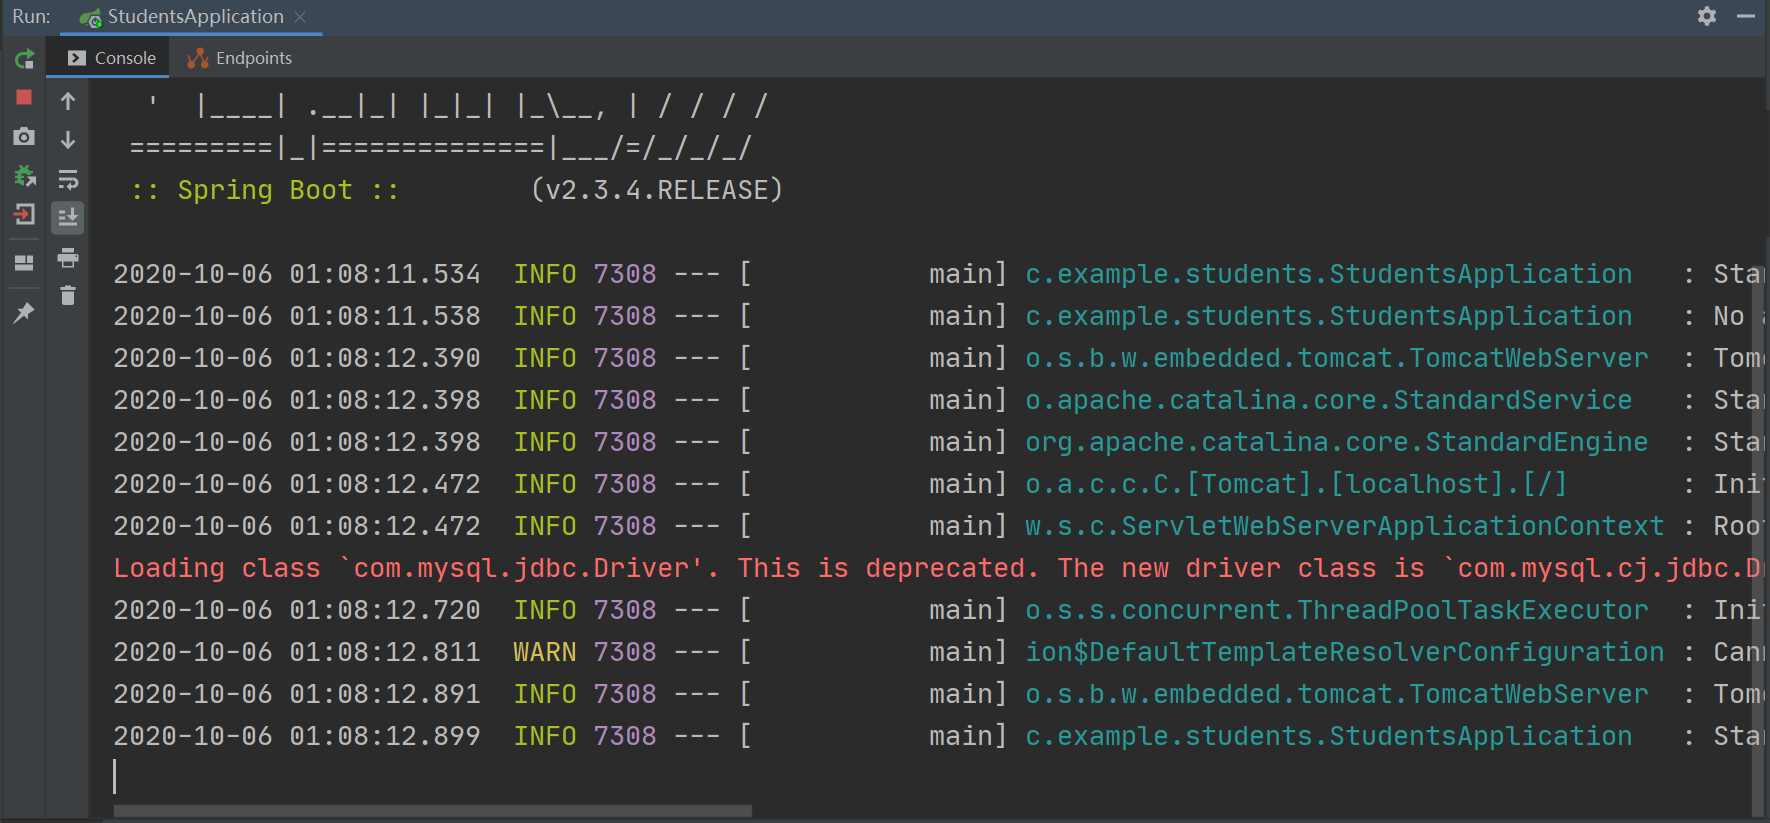 Run: StudentsApplication
Console Endpoints
'  |____| .__|_| |_|_| |_\__, | / / / /
=========|_|==============|___/=/_/_/_/
:: Spring Boot ::        (v2.3.4.RELEASE)
2020-10-06 01:08:11.534  INFO 7308 --- [           main] c.example.students.StudentsApplication   : Sta
2020-10-06 01:08:11.538  INFO 7308 --- [           main] c.example.students.StudentsApplication   : No a
2020-10-06 01:08:12.390  INFO 7308 --- [           main] o.s.b.w.embedded.tomcat.TomcatWebServer  : Tom
2020-10-06 01:08:12.398  INFO 7308 --- [           main] o.apache.catalina.core.StandardService   : Sta
2020-10-06 01:08:12.398  INFO 7308 --- [           main] org.apache.catalina.core.StandardEngine  : Sta
2020-10-06 01:08:12.472  INFO 7308 --- [           main] o.a.c.c.C.[Tomcat].[localhost].[/]       : Ini
2020-10-06 01:08:12.472  INFO 7308 --- [           main] w.s.c.ServletWebServerApplicationContext : Roo
Loading class `com.mysql.jdbc.Driver'. This is deprecated. The new driver class is `com.mysql.cj.jdbc.D
2020-10-06 01:08:12.720  INFO 7308 --- [           main] o.s.s.concurrent.ThreadPoolTaskExecutor  : Ini
2020-10-06 01:08:12.811  WARN 7308 --- [           main] ion$DefaultTemplateResolverConfiguration : Can
2020-10-06 01:08:12.891  INFO 7308 --- [           main] o.s.b.w.embedded.tomcat.TomcatWebServer  : Tom
2020-10-06 01:08:12.899  INFO 7308 --- [           main] c.example.students.StudentsApplication   : Sta